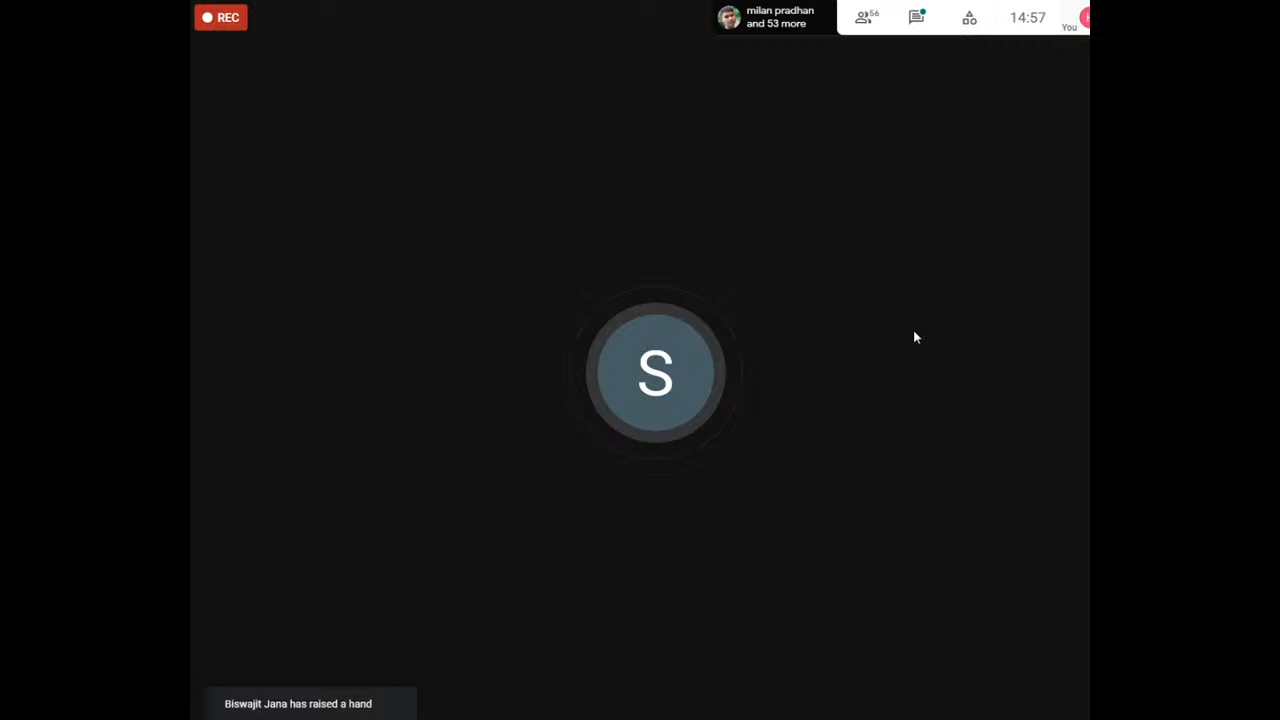 REC
milan pradhan
and 53 more
56
14:57
You
S
Biswajit Jana has raised a hand